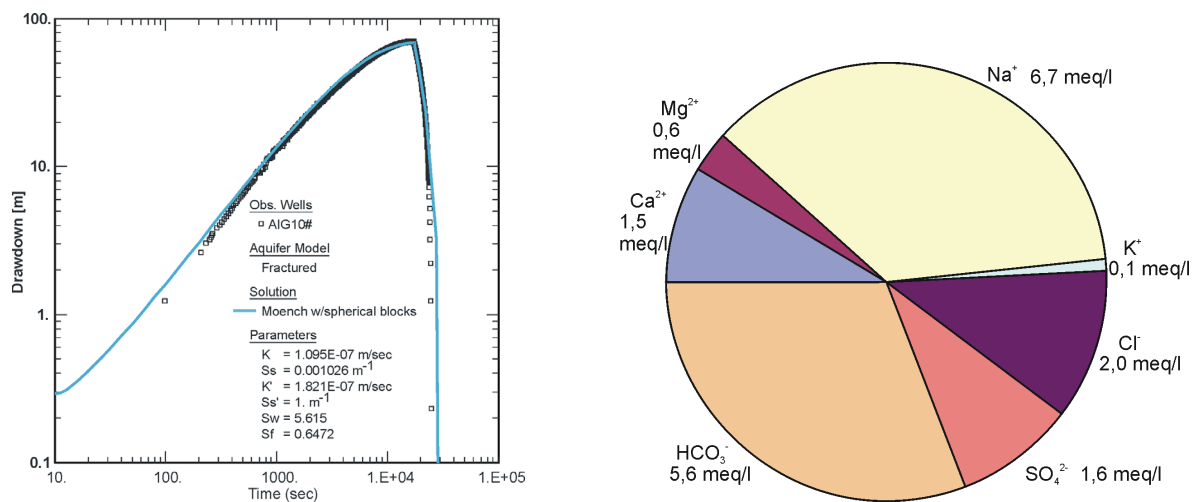 100.
10.
1.
0.1
Drawdown [m]
10.
100.
1000.
1.E+04
1.E+05
Time (sec)
Obs. Wells
AIG10#
Aquifer Model
Fractured
Solution
Moench w/spherical blocks
Parameters
K = 1.095E-07 m/sec
Ss = 0.001026 m⁻¹
K' = 1.821E-07 m/sec
Ss' = 1. m⁻¹
Sw = 5.615
Sf = 0.6472
Na⁺ 6,7 meq/l
Mg²⁺
0,6
meq/l
Ca²⁺
1,5
meq/l
K⁺
0,1 meq/l
Cl⁻
2,0 meq/l
HCO₃⁻
5,6 meq/l
SO₄²⁻ 1,6 meq/l